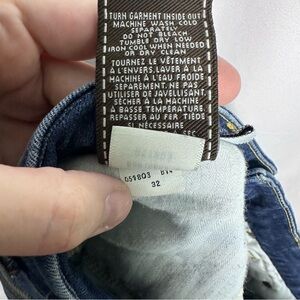 TURN GARMENT INSIDE OUT
MACHINE WASH COLD
SEPARATELY
DO NOT BLEACH
TUMBLE DRY LOW
IRON COOL WHEN NEEDED
OR DRY CLEAN
TOURNEZ LE VÊTEMENT
À L'ENVERS. LAVER À LA
MACHINE À L'EAU FROIDE
SÉPAREMENT. NE PAS
UTILISER DE JAVELLISANT.
SÉCHER À LA MACHINE
À BASSE TEMPÉRATURE
REPASSER AU FER TIÈDE
SI NÉCESSAIRE
SEC
32